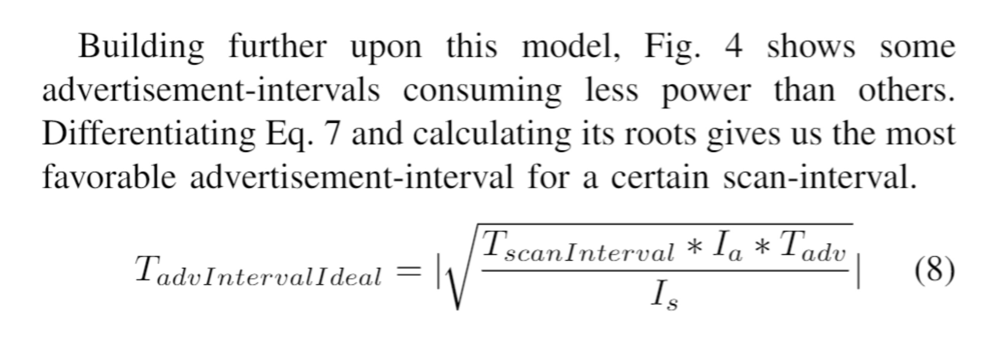 Building further upon this model, Fig. 4 shows some
advertisement-intervals consuming less power than others.
Differentiating Eq. 7 and calculating its roots gives us the most
favorable advertisement-interval for a certain scan-interval.
$T_{advIntervalIdeal} = |\sqrt{\frac{T_{scanInterval} * I_a * T_{adv}}{I_s}}|$ (8)